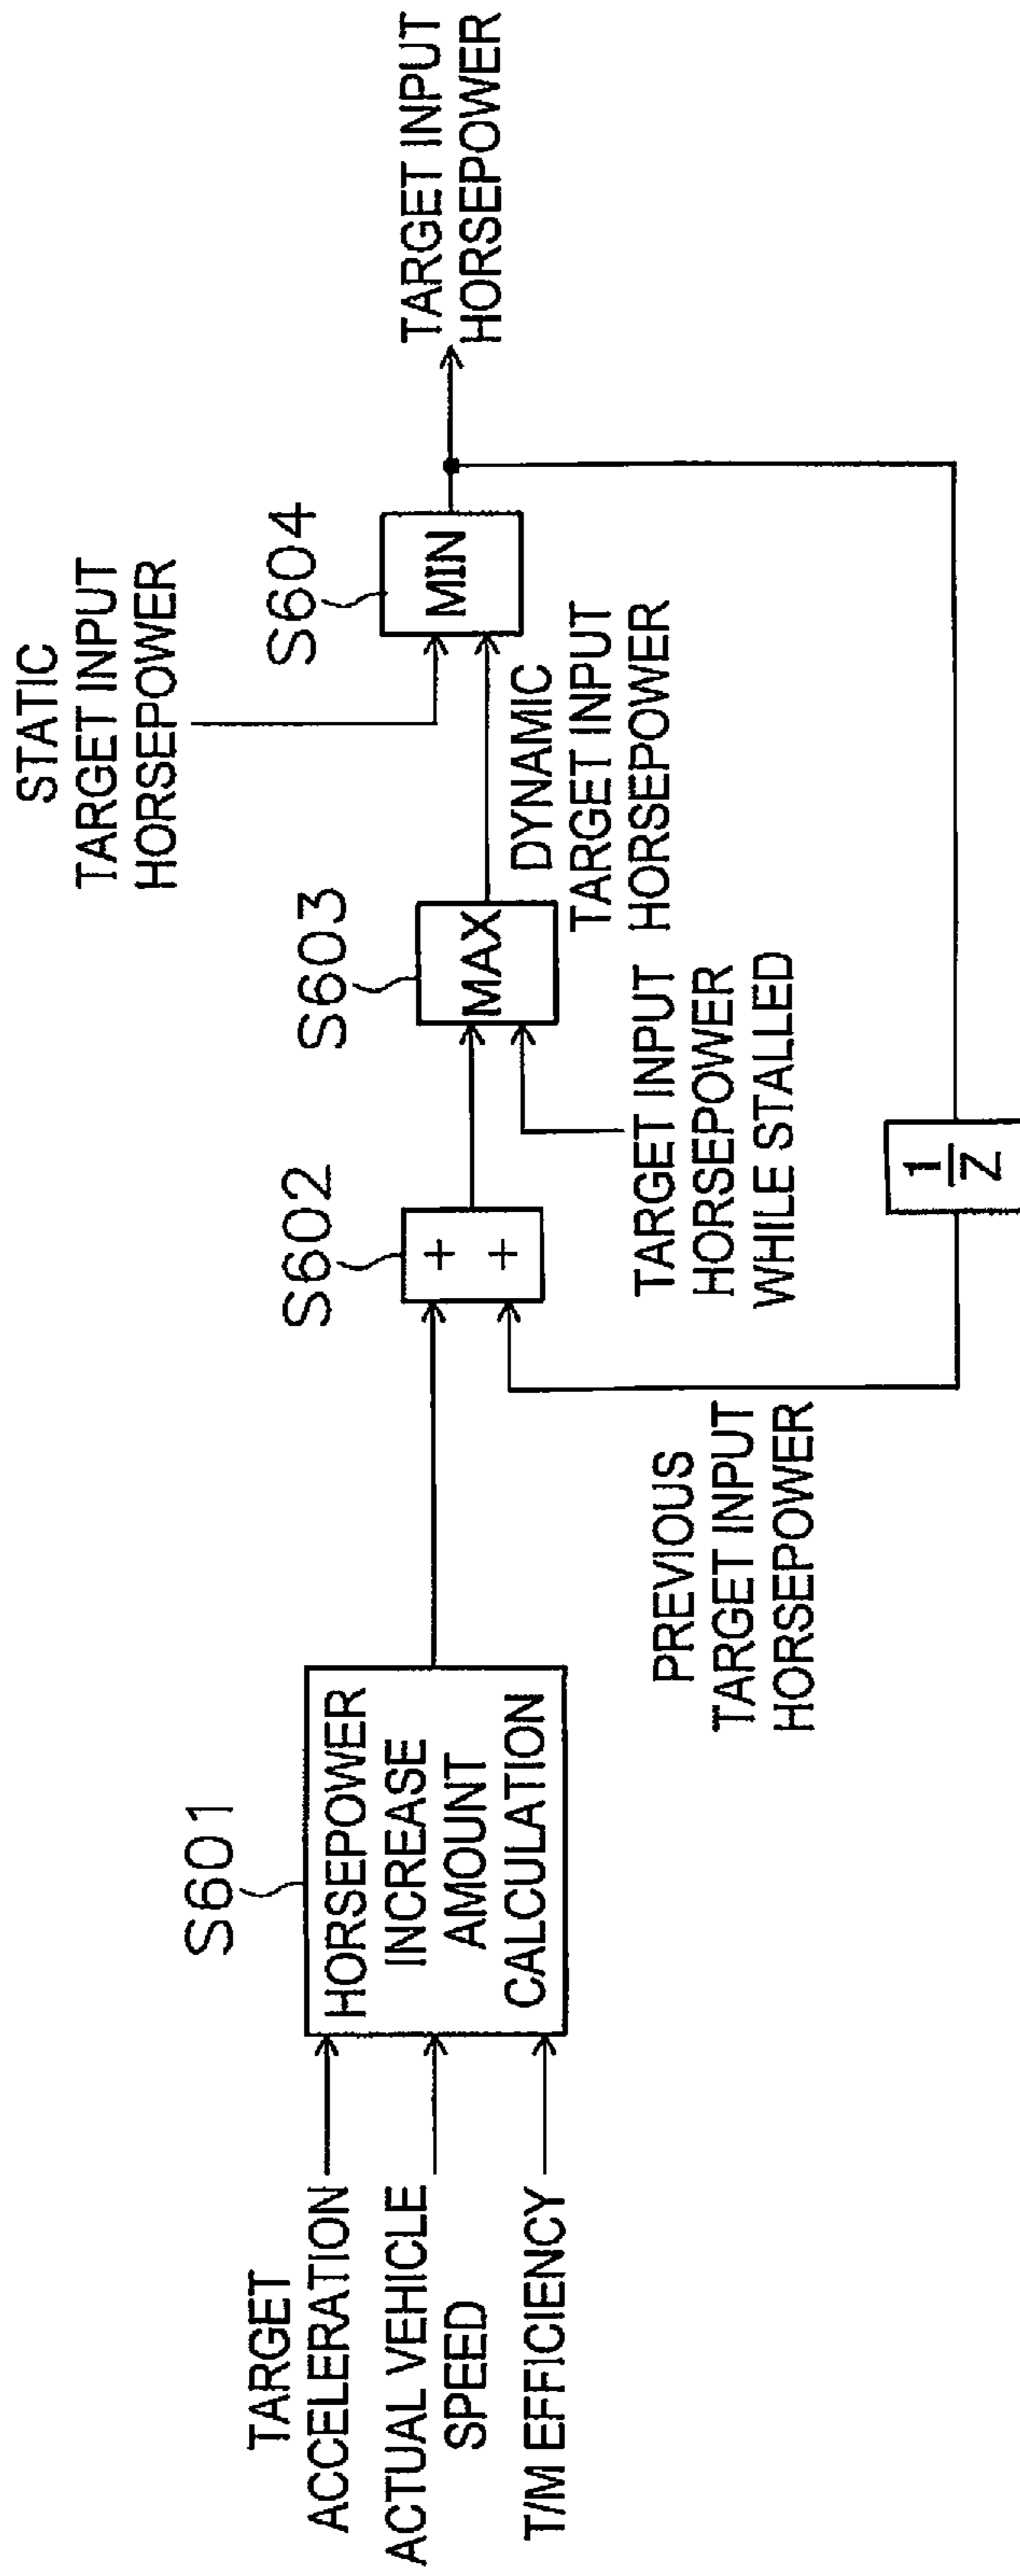 TARGET
ACCELERATION
ACTUAL VEHICLE
SPEED
T/M EFFICIENCY
S601
HORSEPOWER
INCREASE
AMOUNT
CALCULATION
PREVIOUS
TARGET INPUT
HORSEPOWER
S602
+
+
TARGET INPUT
HORSEPOWER
WHILE STALLED
S603
MAX
DYNAMIC
TARGET INPUT
HORSEPOWER
STATIC
TARGET INPUT
HORSEPOWER
S604
MIN
1
Z
TARGET INPUT
HORSEPOWER